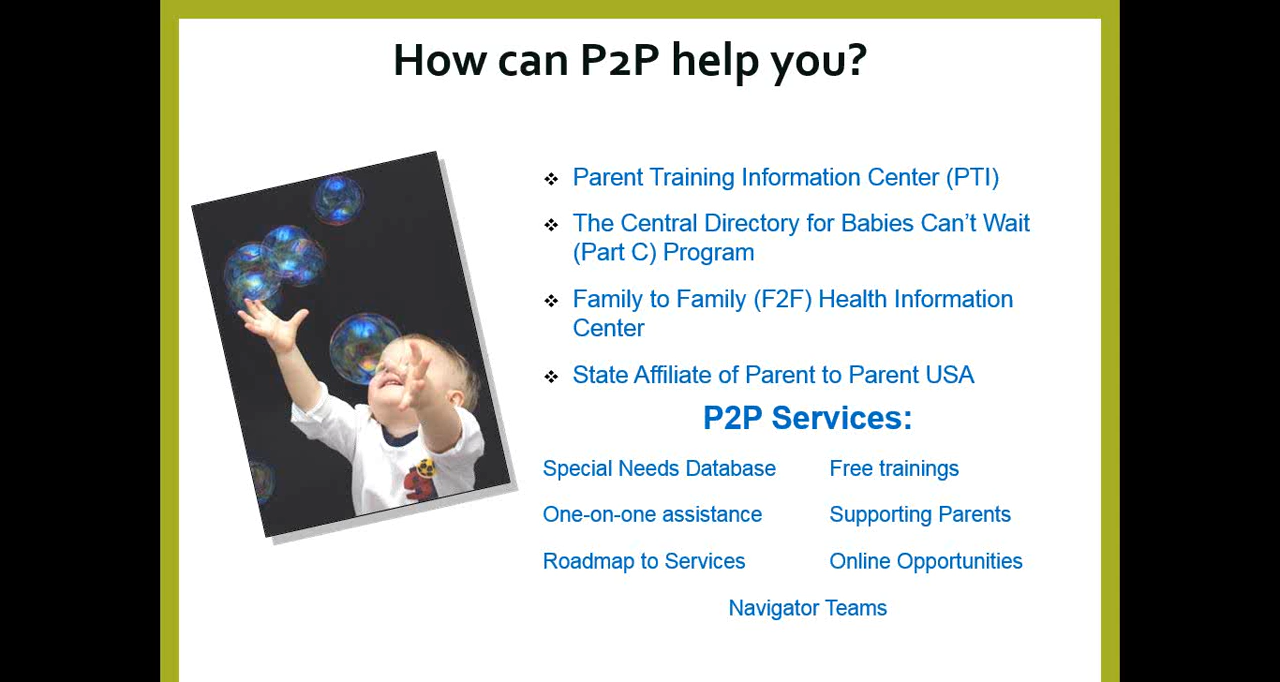 How can P2P help you?
❖ Parent Training Information Center (PTI)
❖ The Central Directory for Babies Can’t Wait
(Part C) Program
❖ Family to Family (F2F) Health Information
Center
❖ State Affiliate of Parent to Parent USA
P2P Services:
Special Needs Database Free trainings
One-on-one assistance Supporting Parents
Roadmap to Services Online Opportunities
Navigator Teams